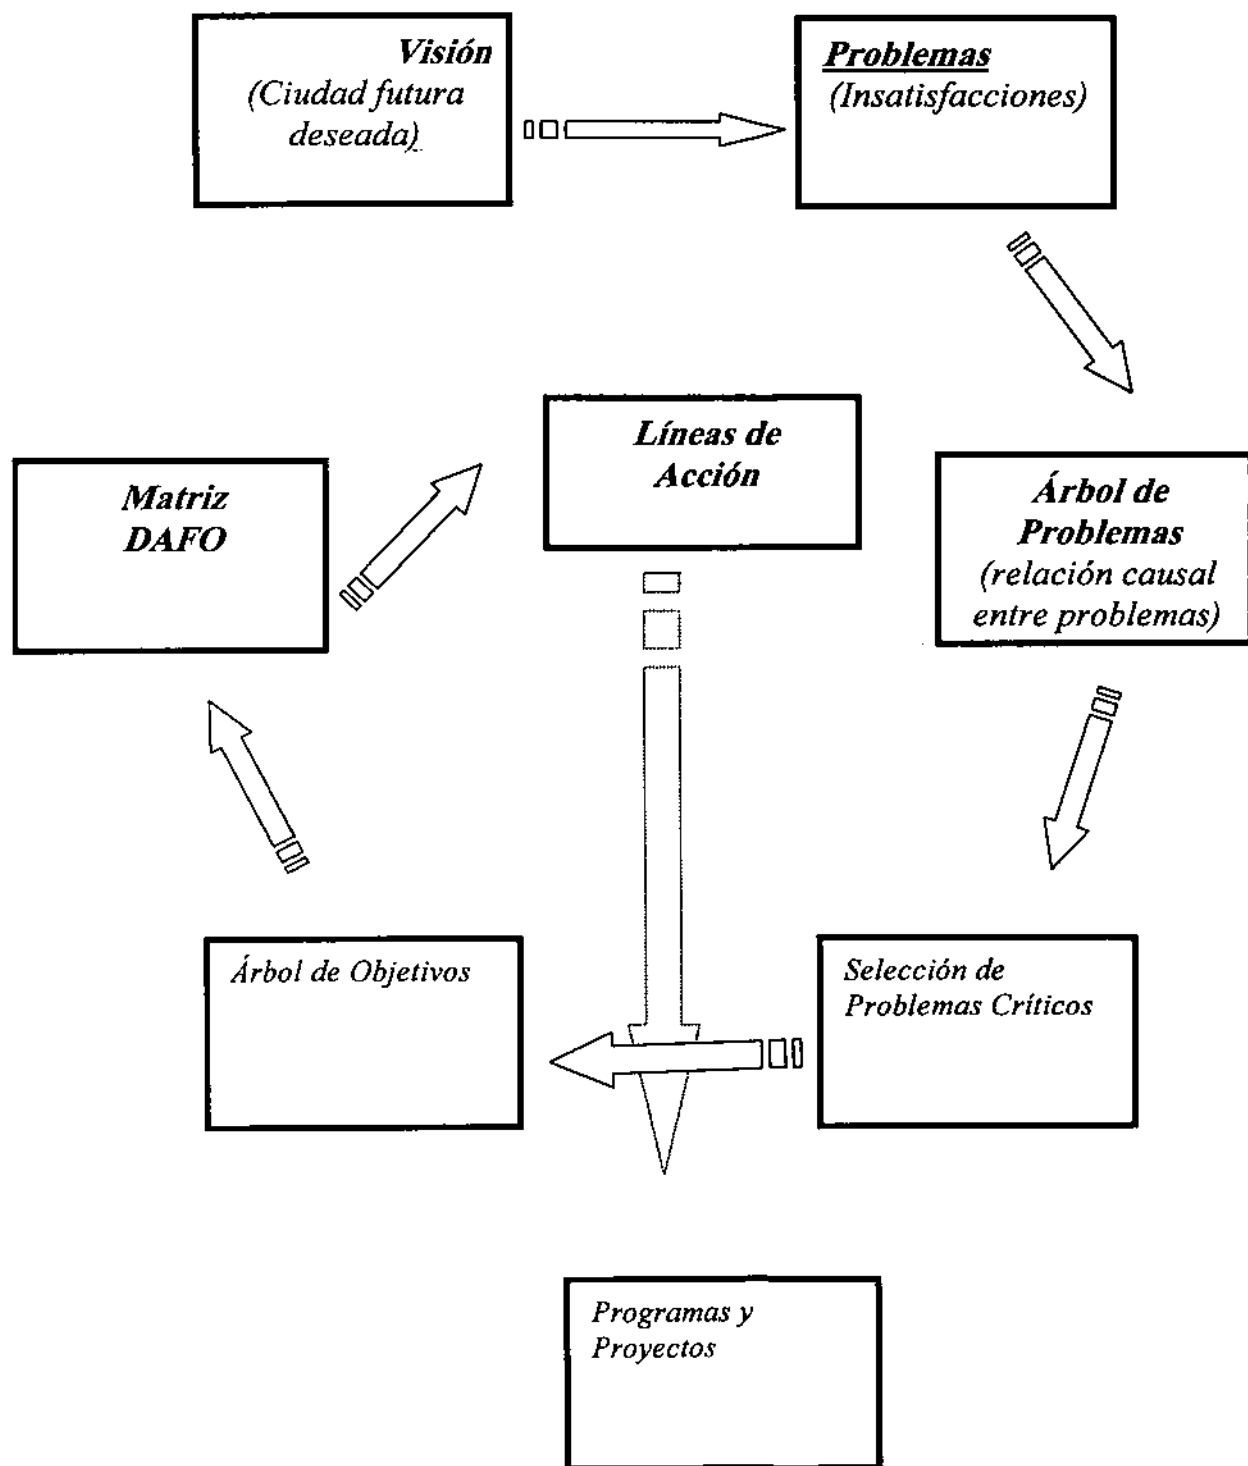 Visión
(Ciudad futura
deseada)
Problemas
(Insatisfacciones)
Líneas de
Acción
Matriz
DAFO
Árbol de
Problemas
(relación causal
entre problemas)
Árbol de Objetivos
Selección de
Problemas Críticos
Programas y
Proyectos